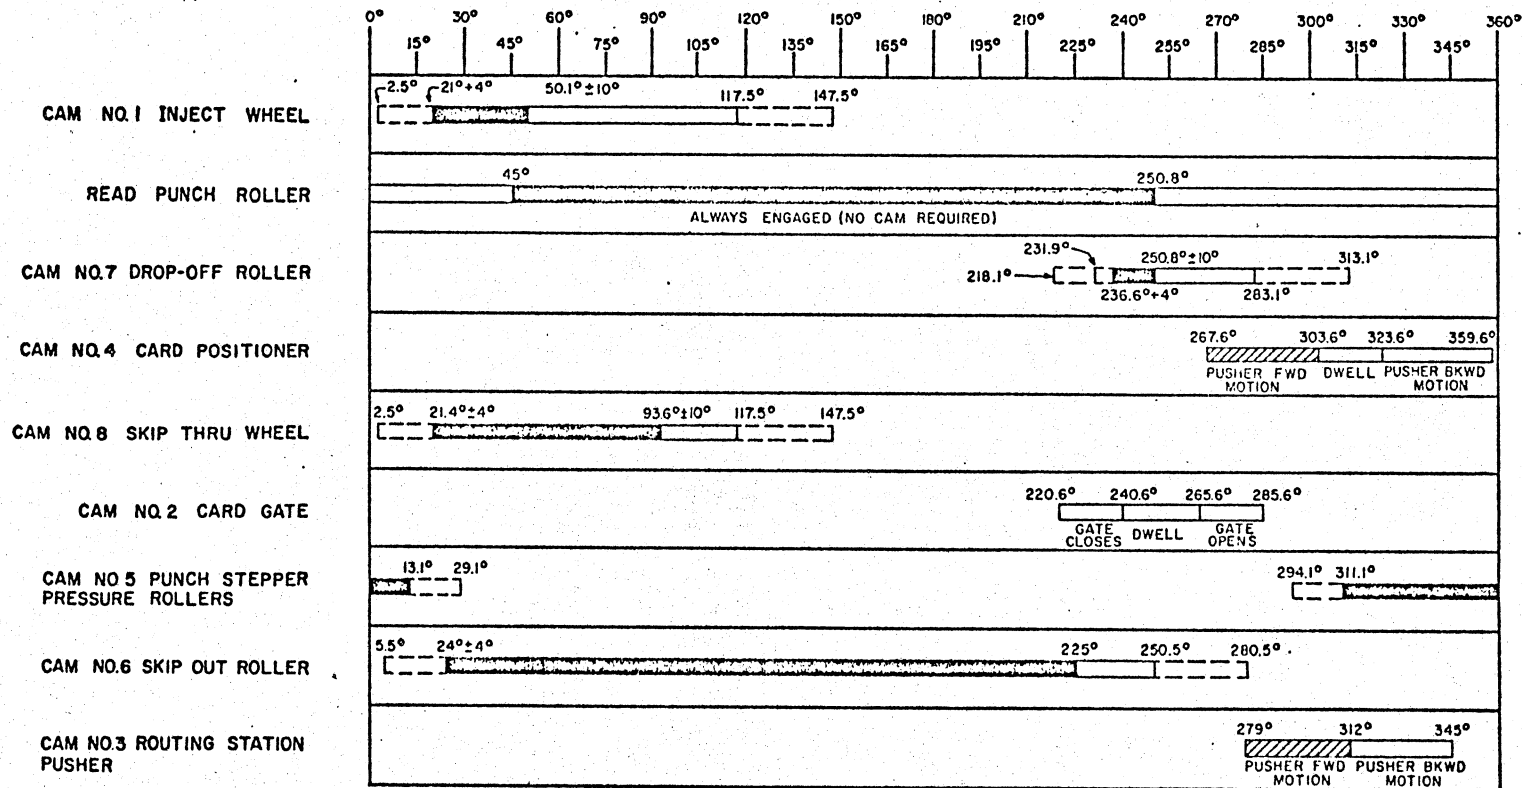 0° 30° 60° 90° 120° 150° 180° 210° 240° 270° 300° 330° 360°
15° 45° 75° 105° 135° 165° 195° 225° 255° 285° 315° 345°
2.5° 21°+4° 50.1°±10° 117.5° 147.5°
CAM NO.1 INJECT WHEEL
45° 250.8°
READ PUNCH ROLLER
ALWAYS ENGAGED (NO CAM REQUIRED)
231.9° 250.8°±10° 313.1°
CAM NO.7 DROP-OFF ROLLER 218.1°
236.6°+4° 283.1°
267.6° 303.6° 323.6° 359.6°
CAM NO.4 CARD POSITIONER
PUSHER FWD DWELL PUSHER BKWD
MOTION MOTION
2.5° 21.4°±4° 93.6°±10° 117.5° 147.5°
CAM NO.8 SKIP THRU WHEEL
220.6° 240.6° 265.6° 285.6°
CAM NO.2 CARD GATE
GATE DWELL GATE
CLOSES OPENS
13.1° 29.1° 294.1° 311.1°
CAM NO 5 PUNCH STEPPER
PRESSURE ROLLERS
5.5° 24°±4° 225° 250.5° 280.5°
CAM NO.6 SKIP OUT ROLLER
279° 312° 345°
CAM NO.3 ROUTING STATION
PUSHER
PUSHER FWD PUSHER BKWD
MOTION MOTION